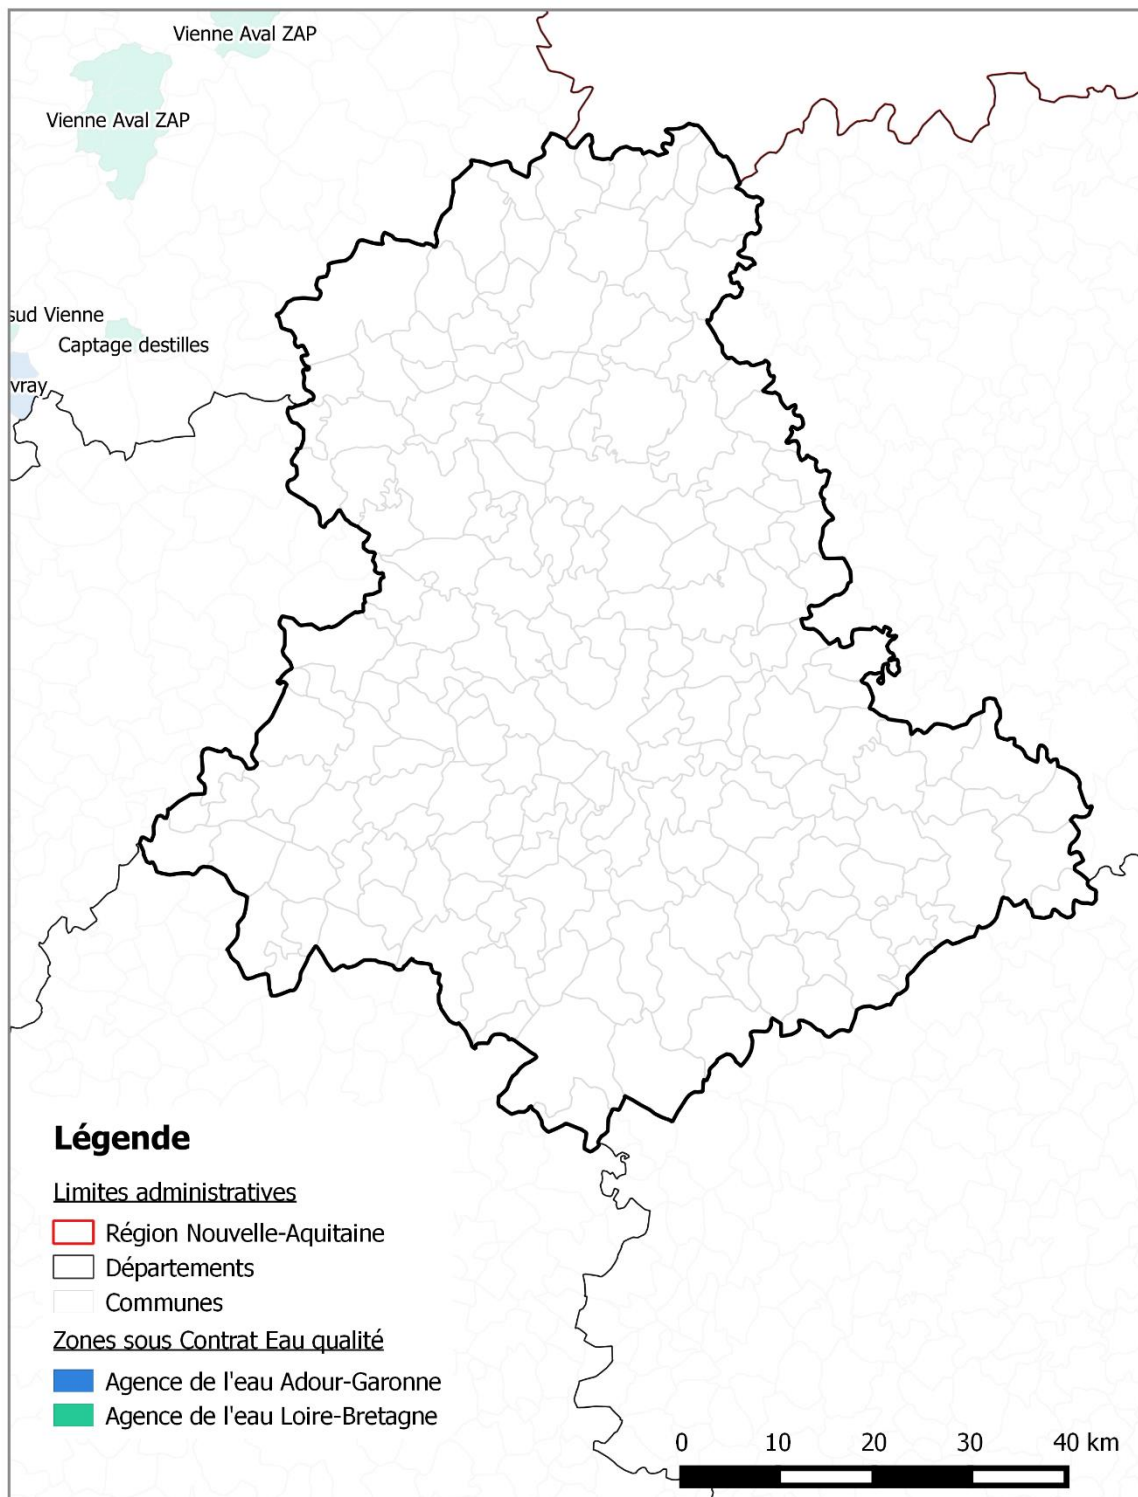 Vienne Aval ZAP
Vienne Aval ZAP
sud Vienne
Captage destilles
vray
Légende
Limites administratives
Région Nouvelle-Aquitaine
Départements
Communes
Zones sous Contrat Eau qualité
Agence de l'eau Adour-Garonne
Agence de l'eau Loire-Bretagne
0 10 20 30 40 km